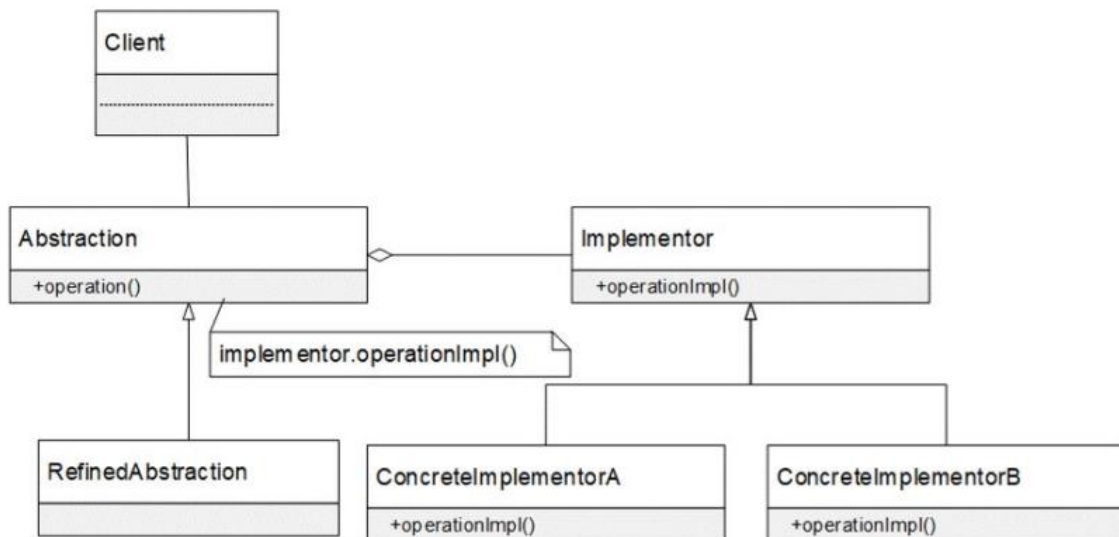 Client
Abstraction
+operation()
Implementor
+operationImpl()
implementor.operationImpl()
RefinedAbstraction
ConcreteImplementorA
+operationImpl()
ConcreteImplementorB
+operationImpl()